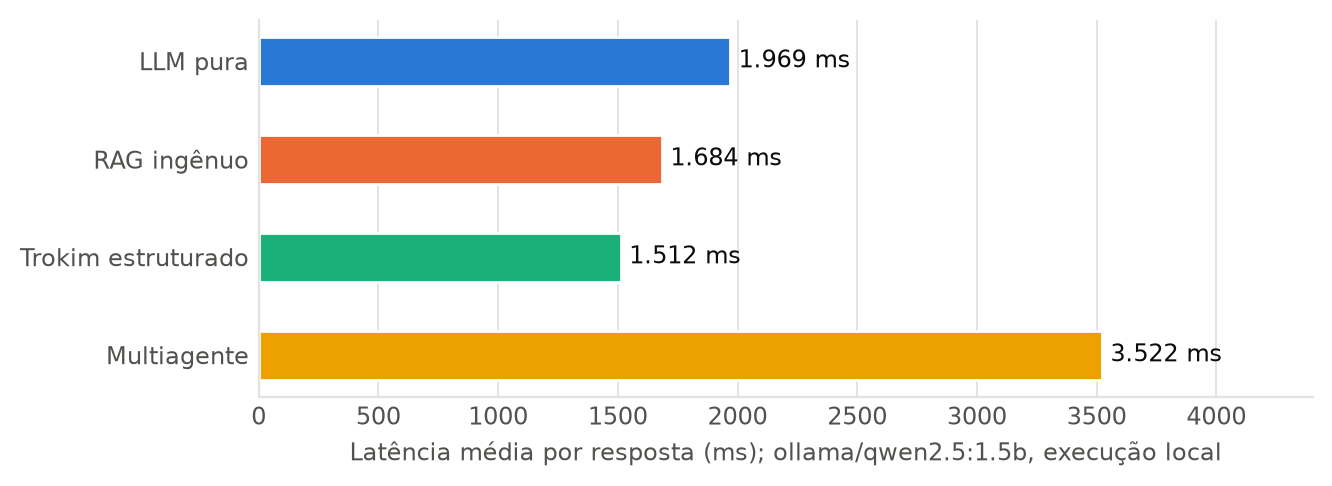 LLM pura
1.969 ms
RAG ingênuo
1.684 ms
Trokim estruturado
1.512 ms
Multiagente
3.522 ms
0 500 1000 1500 2000 2500 3000 3500 4000
Latência média por resposta (ms); ollama/qwen2.5:1.5b, execução local